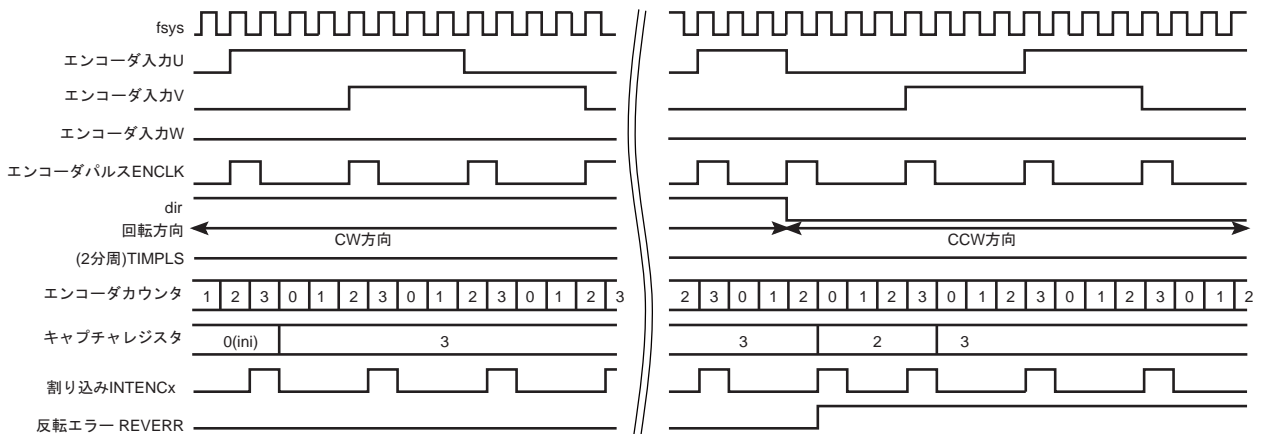 fsys
エンコーダ入力U
エンコーダ入力V
エンコーダ入力W
エンコーダパルスENCLK
dir
回転方向
CW方向
CCW方向
(2分周)TIMPLS
エンコーダカウンタ
1 2 3 0 1 2 3 0 1 2 3 0 1 2 3
2 3 0 1 2 0 1 2 3 0 1 2 3 0 1 2 3 0 1 2
キャプチャレジスタ
0(ini) 3
3 2 3
割り込みINTENCx
反転エラー REVERR